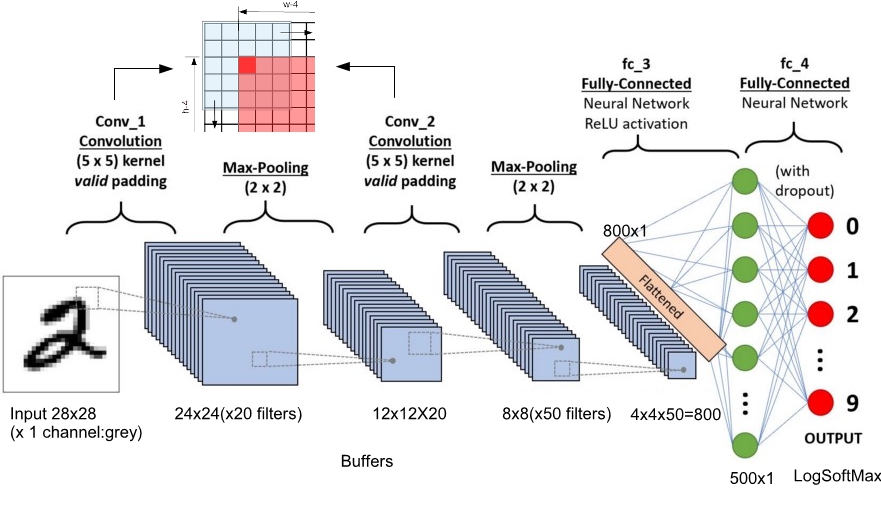 w-4
h-4
Conv_1
Convolution
(5 x 5) kernel
valid padding
Max-Pooling
(2 x 2)
Conv_2
Convolution
(5 x 5) kernel
valid padding
Max-Pooling
(2 x 2)
fc_3
Fully-Connected
Neural Network
ReLU activation
fc_4
Fully-Connected
Neural Network
(with
dropout)
800x1
Flattened
0
1
2
9
OUTPUT
Input 28x28
(x 1 channel:grey)
24x24(x20 filters)
12x12X20
8x8(x50 filters)
4x4x50=800
500x1
LogSoftMax
Buffers